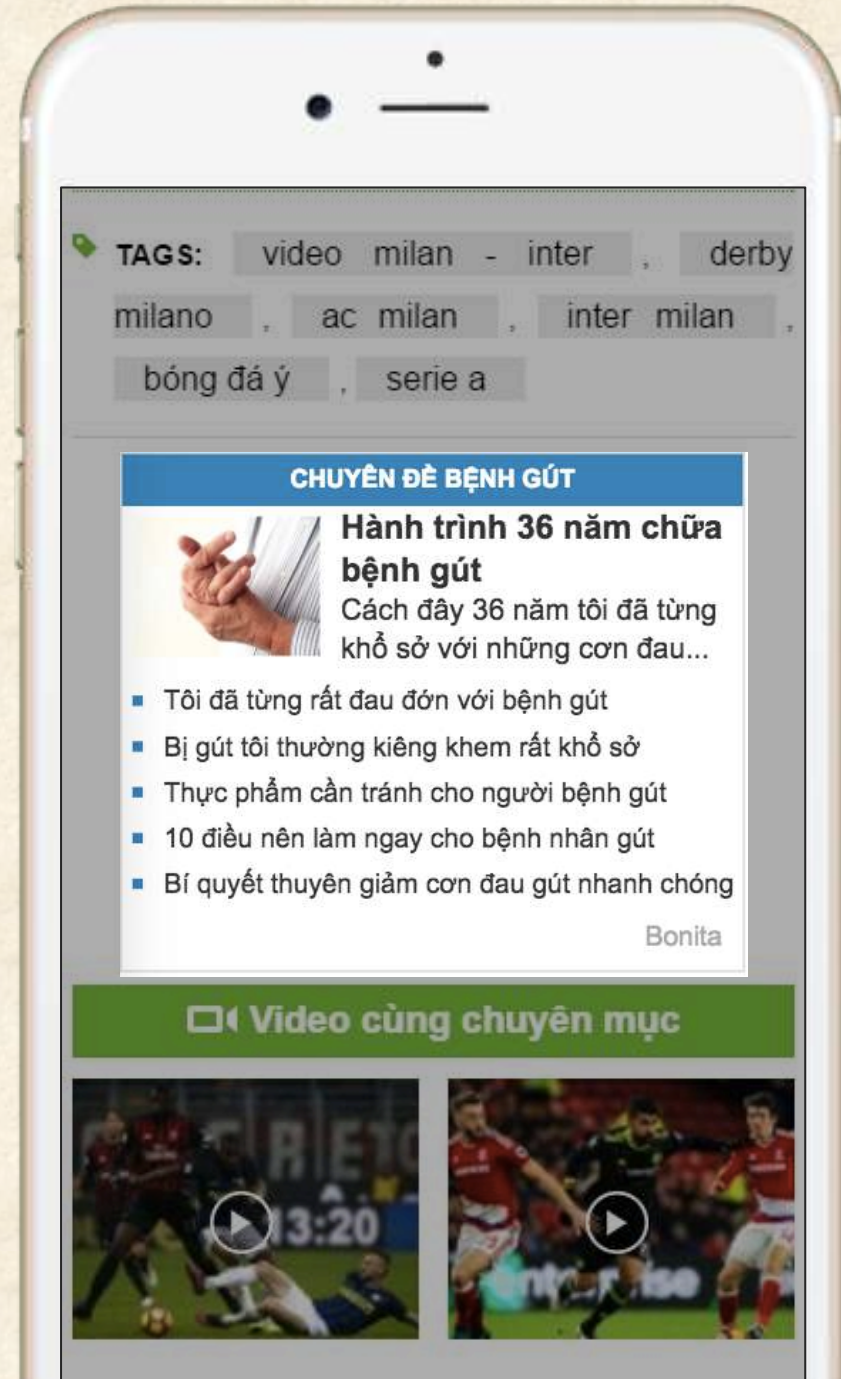 TAGS: video milan - inter , derby
milano , ac milan , inter milan ,
bóng đá ý , serie a
CHUYÊN ĐỀ BỆNH GÚT
Hành trình 36 năm chữa
bệnh gút
Cách đây 36 năm tôi đã từng
khổ sở với những cơn đau...
Tôi đã từng rất đau đớn với bệnh gút
Bị gút tôi thường kiêng khem rất khổ sở
Thực phẩm cần tránh cho người bệnh gút
10 điều nên làm ngay cho bệnh nhân gút
Bí quyết thuyên giảm cơn đau gút nhanh chóng
Bonita
Video cùng chuyên mục
13:20